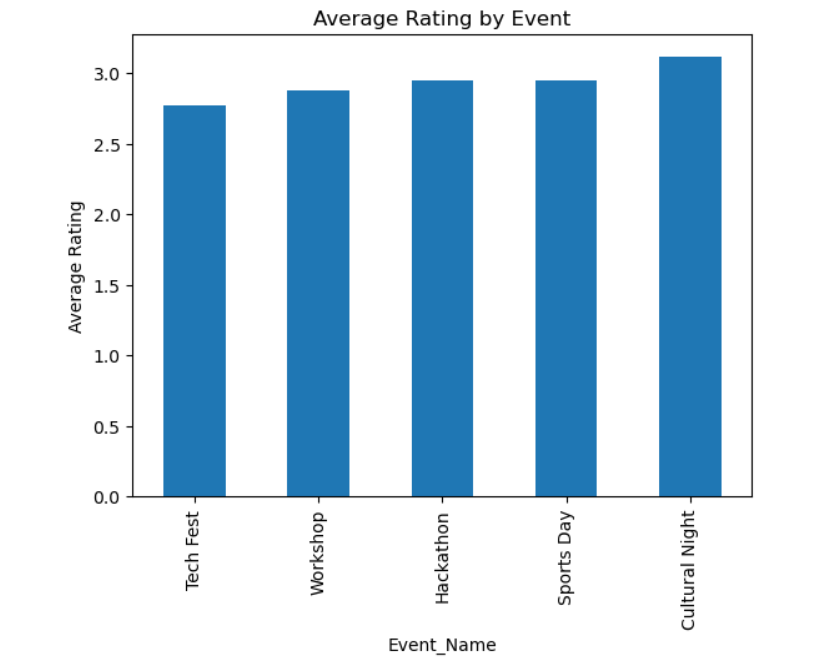 Average Rating by Event
Average Rating
3.0
2.5
2.0
1.5
1.0
0.5
0.0
Tech Fest
Workshop
Hackathon
Sports Day
Cultural Night
Event_Name